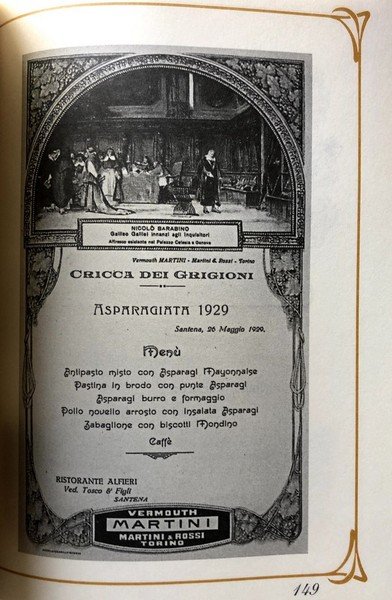 NICOLÒ BARABINO
Galileo Galilei innanzi agli Inquisitori
Affresco esistente nel Palazzo Celesia a Genova
Vermouth MARTINI - Martini & Rossi - Torino
CRICCA DEI GRIGIONI
ASPARAGIATA 1929
Santena, 26 Maggio 1929.
Menù
Antipasto misto con Asparagi Mayonnaise
Pastina in brodo con punte Asparagi
Asparagi burro e formaggio
Pollo novello arrosto con insalata Asparagi
Zabaglione con biscotti Mondino
Caffè
RISTORANTE ALFIERI
Ved. Tosco & Figli
SANTENA
VERMOUTH
MARTINI
MARTINI & ROSSI
TORINO
149